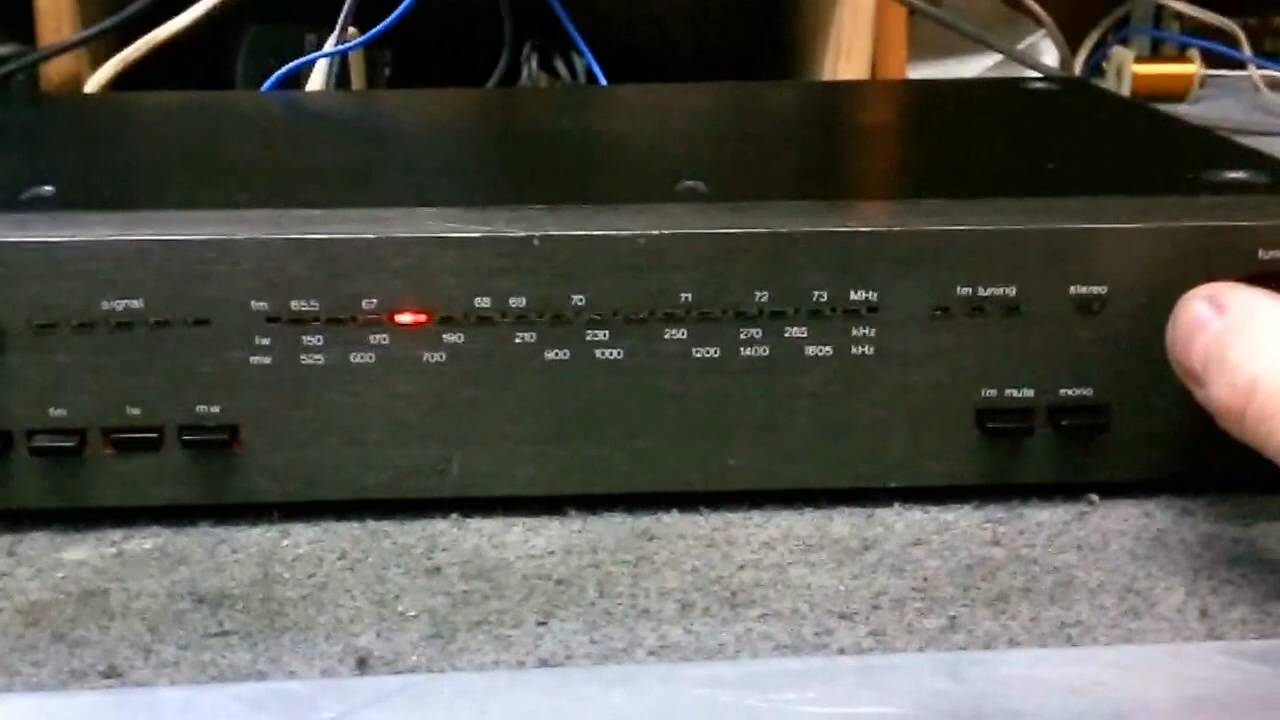 signal
fm 65.5 67 68 69 70 71 72 73 MHz
lw 150 170 190 210 230 250 270 285 kHz
mw 525 600 700 900 1000 1200 1400 1605 kHz
fm tuning
stereo
fm
lw
mw
fm mute
mono